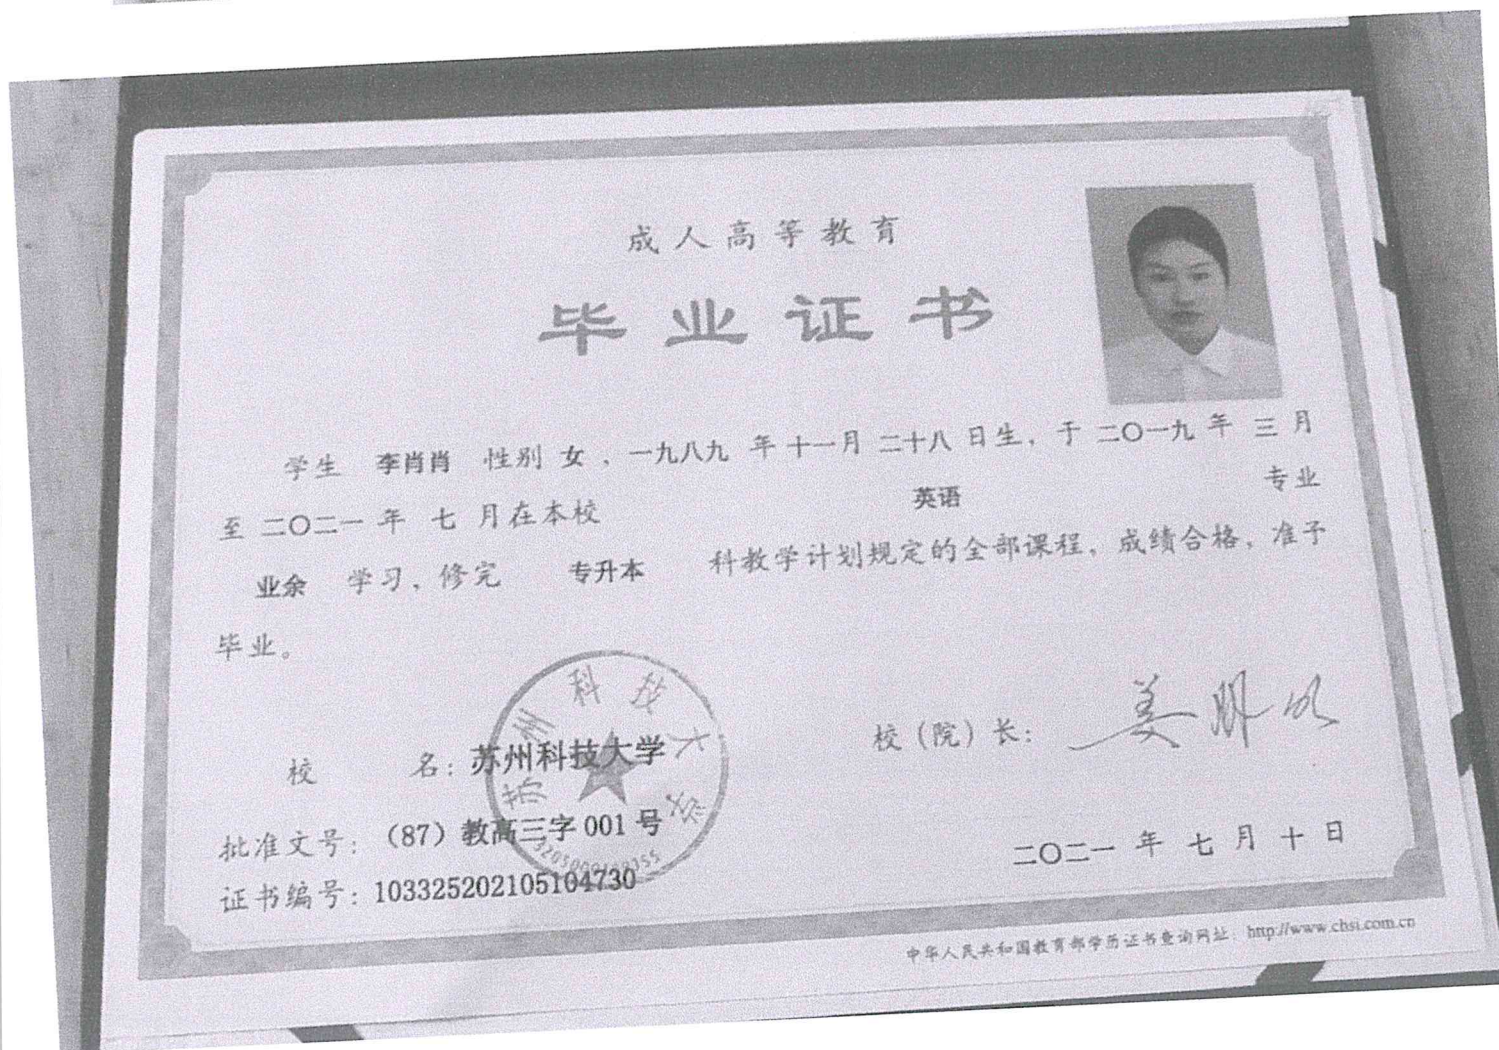 成人高等教育
毕业证书
学生 李肖肖 性别 女，一九八九 年 十一月 二十八 日生，于 二〇一九 年 三 月
至 二〇二一 年 七 月在本校 英语 专业
业余 学习，修完 专升本 科教学计划规定的全部课程，成绩合格，准予
毕业。
校 名：苏州科技大学
校（院）长：
批准文号：（87）教高三字 001 号
证书编号：103325202105104730
二〇二一 年 七 月 十 日
苏州科技大学
中华人民共和国教育部学历证书查询网址：http://www.chsi.com.cn